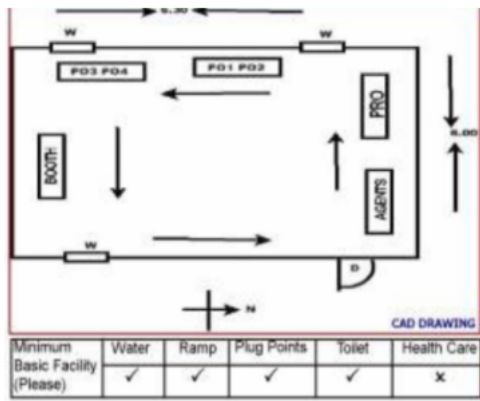 W
W
PO3 PO4
PO1 PO2
PRO
6.00
BOOTH
AGENTS
W
D
N
CAD DRAWING
Minimum Water Ramp Plug Points Toilet Health Care
Basic Facility ✓ ✓ ✓ ✓ x
(Please)